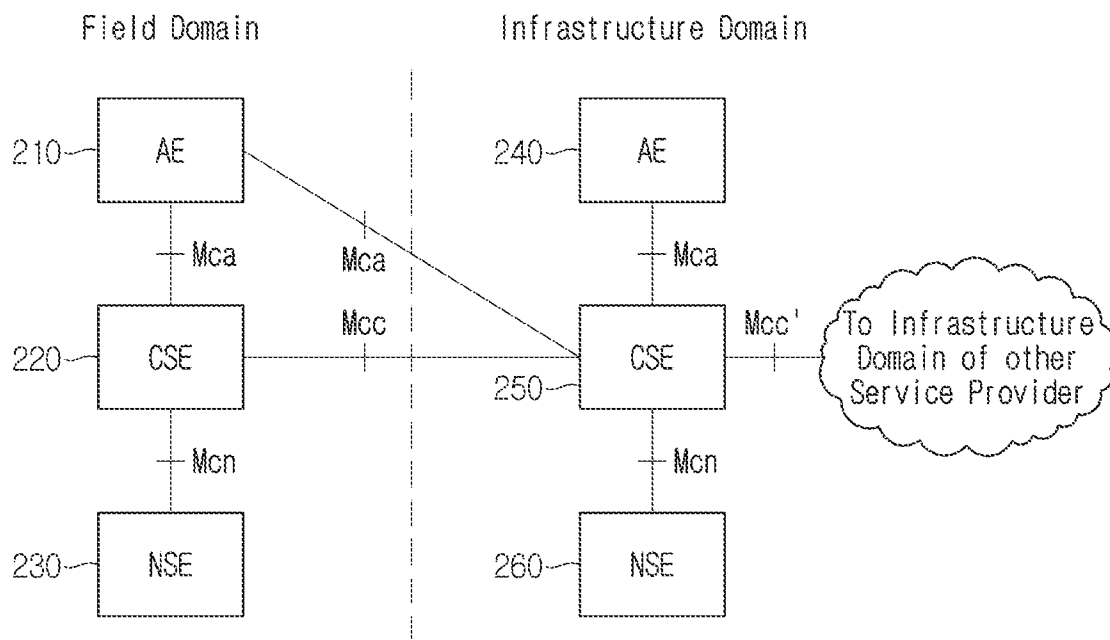 Field Domain
Infrastructure Domain
210
AE
240
AE
Mca
Mca
Mca
220
CSE
Mcc
250
CSE
Mcc'
To Infrastructure
Domain of other
Service Provider
Mcn
Mcn
230
NSE
260
NSE